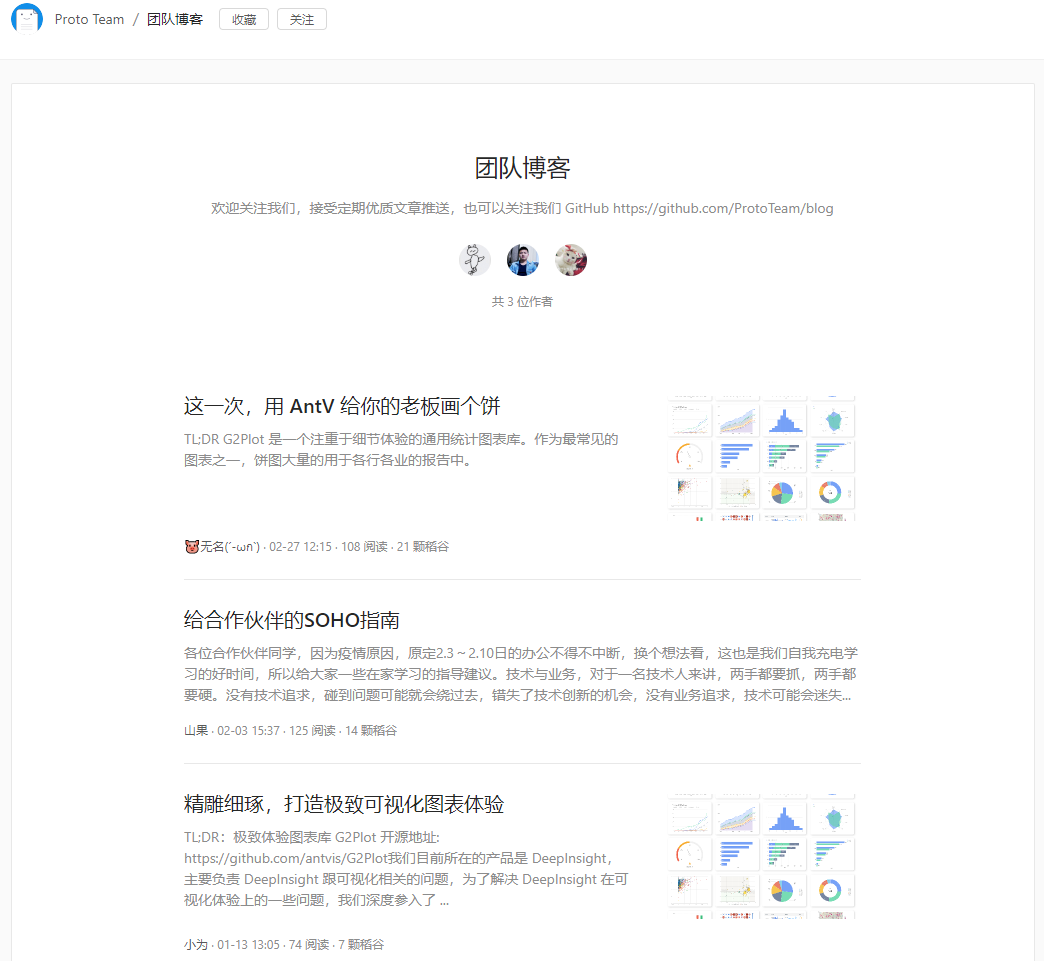 Proto Team / 团队博客 收藏 关注
团队博客
欢迎关注我们，接受定期优质文章推送，也可以关注我们 GitHub https://github.com/ProtoTeam/blog
共 3 位作者
这一次，用 AntV 给你的老板画个饼
TL;DR G2Plot 是一个注重于细节体验的通用统计图表库。作为最常见的
图表之一，饼图大量的用于各行各业的报告中。
🐷无名(´-ωก`) · 02-27 12:15 · 108 阅读 · 21 颗稻谷
给合作伙伴的SOHO指南
各位合作伙伴同学，因为疫情原因，原定2.3～2.10日的办公不得不中断，换个想法看，这也是我们自我充电学
习的好时间，所以给大家一些在家学习的指导建议。技术与业务，对于一名技术人来讲，两手都要抓，两手都
要硬。没有技术追求，碰到问题可能就会绕过去，错失了技术创新的机会，没有业务追求，技术可能会迷失...
山果 · 02-03 15:37 · 125 阅读 · 14 颗稻谷
精雕细琢，打造极致可视化图表体验
TL;DR：极致体验图表库 G2Plot 开源地址:
https://github.com/antvis/G2Plot我们目前所在的产品是 DeepInsight，
主要负责 DeepInsight 跟可视化相关的问题，为了解决 DeepInsight 在可
视化体验上的一些问题，我们深度参入了 ...
小为 · 01-13 13:05 · 74 阅读 · 7 颗稻谷